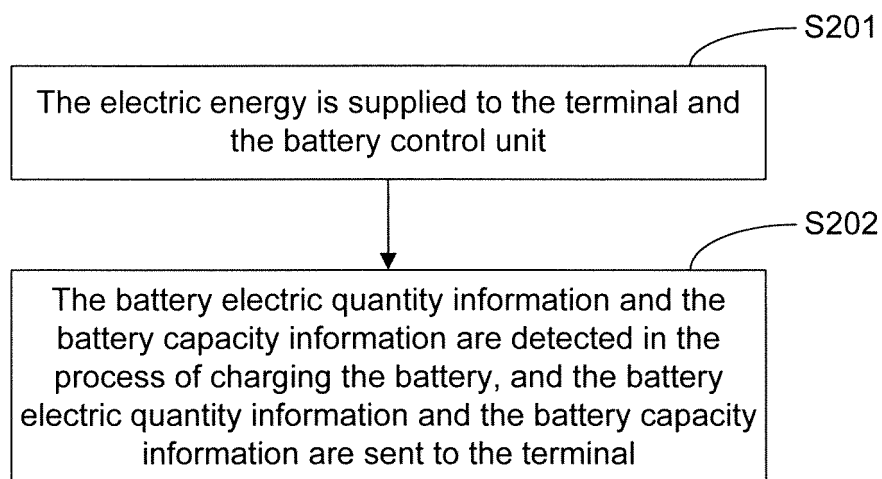 S201
The electric energy is supplied to the terminal and
the battery control unit
S202
The battery electric quantity information and the
battery capacity information are detected in the
process of charging the battery, and the battery
electric quantity information and the battery capacity
information are sent to the terminal